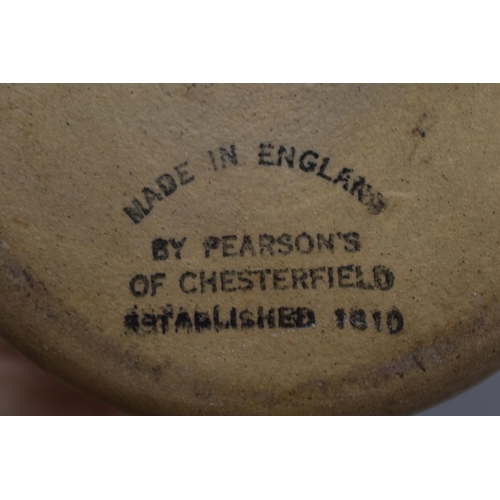 MADE IN ENGLAND
BY PEARSON'S
OF CHESTERFIELD
ESTABLISHED 1810